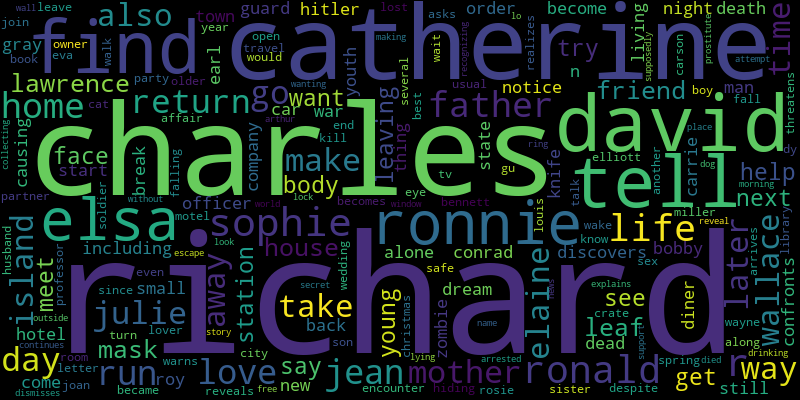 wall leave
join
gray
book
owner
eva
also
walk
find
town
year
earl
guard
hitler
open
travel
would
youth
order
asks
lost
making
wait
several
best
become
usual
catherine
recognizing
realizes
night
death
try
n
living
supposedly
carson
prostitute
attempt
time
lawrence
home
cat
party
older
return
affair
go
want
car
war
leaving
father
thing
notice
friend
boy
man
fall
threatens
collecting
causing
face
start
break
falling
company
make
body
end
kill
arthur
charles
state
tv
ring
gu
eye
knife
david
place
dog
elliott
another
carrie
tell
help
dy
next
morning
partner
soldier
without
officer
motel
becomes
world
window
bennett
louis
talk
miller
reveal
library
island
elsa
sophie
lock
ronnie
wake
know
life
arrives
husband
meet
professor
including
escape
look
away
house
wedding
alone
conrad
discovers
bobby
sex
later
wallace
confronts
outside
since
small
even
station
secret
richard
safe
dream
elaine
see
crate
wayne
diner
along
hotel
julie
lover
turn
story
take
back
son
young
christmas
zombie
name
explains
leaf
dead
support
news
continues
mask
warns
city
say
lying
arrested
spring
died
drinking
day
come
dismisses
room
letter
joan
run
roy
became
love
reveals
new
free
jean
encounter
mother
hiding
rosie
ronald
sister
despite
r
get
way
still